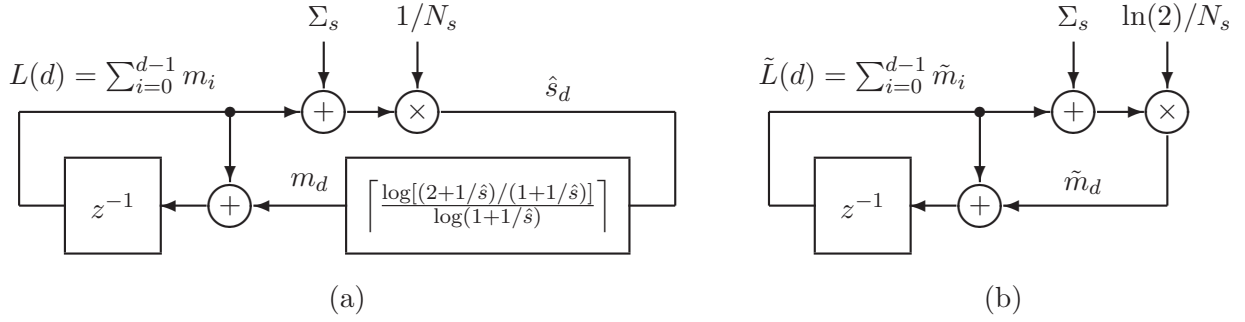 Σ_s 1/N_s
L(d) = ∑_{i=0}^{d−1} m_i
ŝ_d
+ ×
m_d
z^{−1} + ⌈ log[(2+1/ŝ)/(1+1/ŝ)] / log(1+1/ŝ) ⌉
(a)
Σ_s ln(2)/N_s
L̃(d) = ∑_{i=0}^{d−1} m̃_i
+ ×
m̃_d
z^{−1} +
(b)